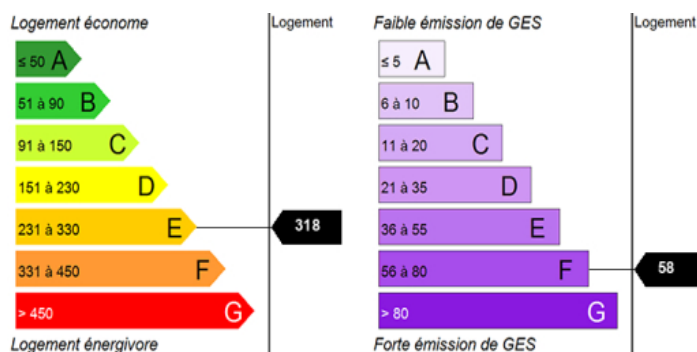 Logement économe
Logement
≤ 50 A
51 à 90 B
91 à 150 C
151 à 230 D
231 à 330 E
318
331 à 450 F
> 450 G
Logement énergivore
Faible émission de GES
Logement
≤ 5 A
6 à 10 B
11 à 20 C
21 à 35 D
36 à 55 E
56 à 80 F
58
> 80 G
Forte émission de GES